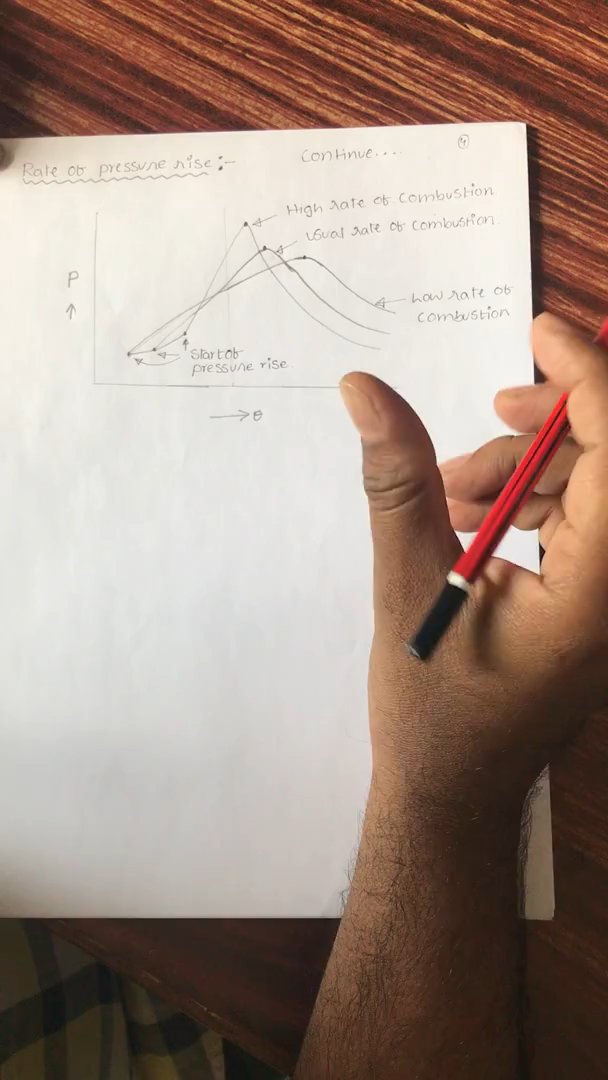 Rate of pressure rise :-
Continue....
4
High rate of Combustion
Usual rate of Combustion.
Low rate of
Combustion
P
↑
Start of
pressure rise.
→ θ